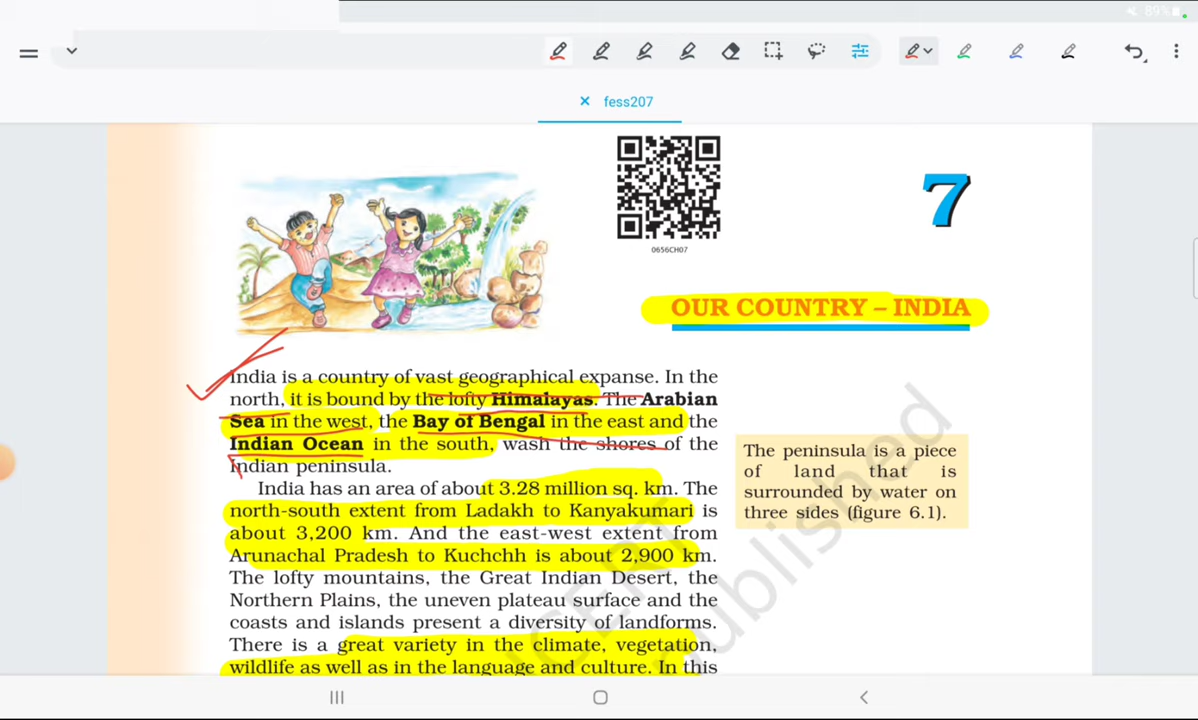 89%
fess207
0656CH07
7
OUR COUNTRY – INDIA
India is a country of vast geographical expanse. In the
north, it is bound by the lofty Himalayas. The Arabian
Sea in the west, the Bay of Bengal in the east and the
Indian Ocean in the south, wash the shores of the
Indian peninsula.
India has an area of about 3.28 million sq. km. The
north-south extent from Ladakh to Kanyakumari is
about 3,200 km. And the east-west extent from
Arunachal Pradesh to Kuchchh is about 2,900 km.
The lofty mountains, the Great Indian Desert, the
Northern Plains, the uneven plateau surface and the
coasts and islands present a diversity of landforms.
There is a great variety in the climate, vegetation,
wildlife as well as in the language and culture. In this
The peninsula is a piece
of land that is
surrounded by water on
three sides (figure 6.1).
NCERT
published